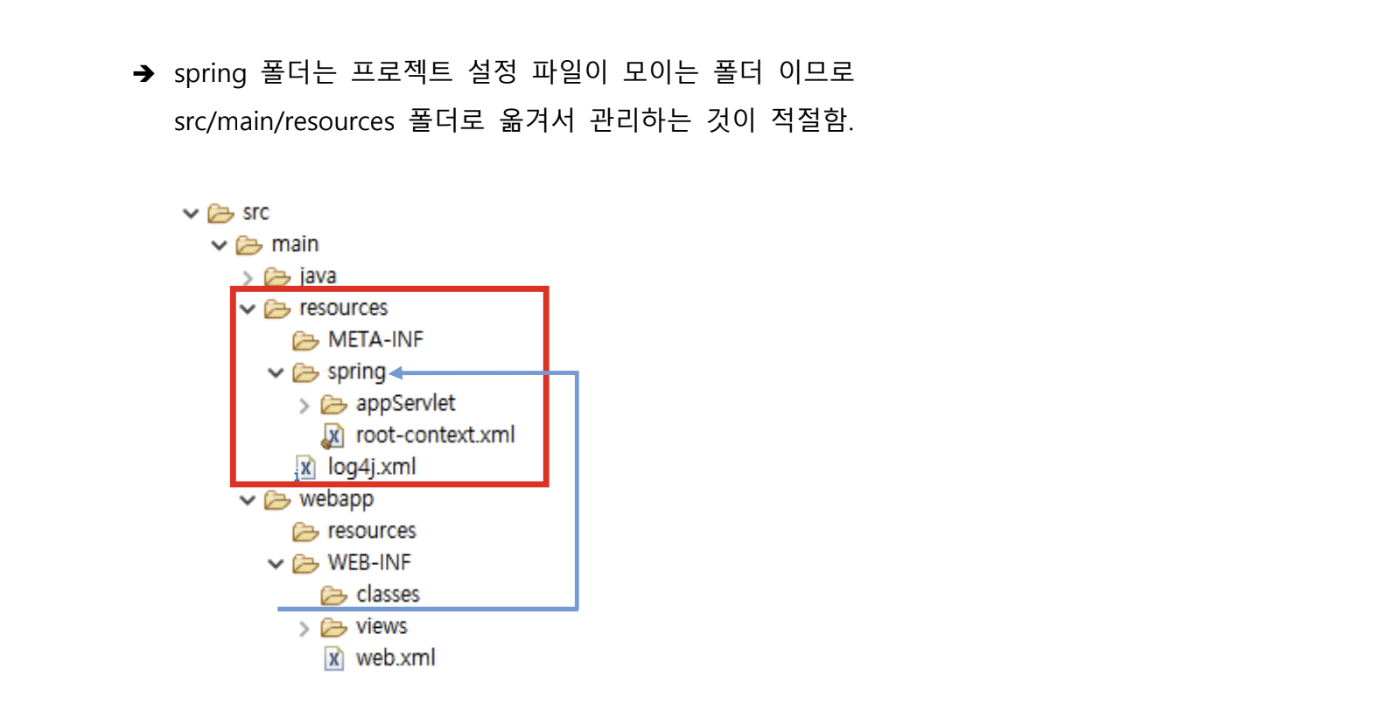 ➔ spring 폴더는 프로젝트 설정 파일이 모이는 폴더 이므로
src/main/resources 폴더로 옮겨서 관리하는 것이 적절함.
src
main
java
resources
META-INF
spring
appServlet
root-context.xml
log4j.xml
webapp
resources
WEB-INF
classes
views
web.xml